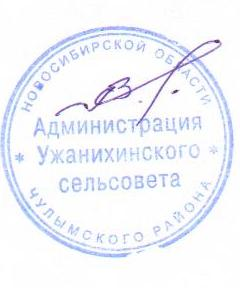 НОВОСИБИРСКОЙ ОБЛАСТИ
Администрация
* Ужанихинского *
сельсовета
ЧУЛЫМСКОГО РАЙОНА